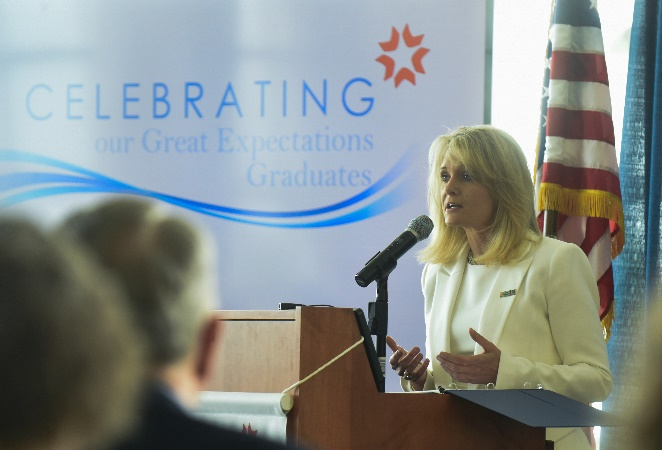 CELEBRATING
our Great Expectations
Graduates